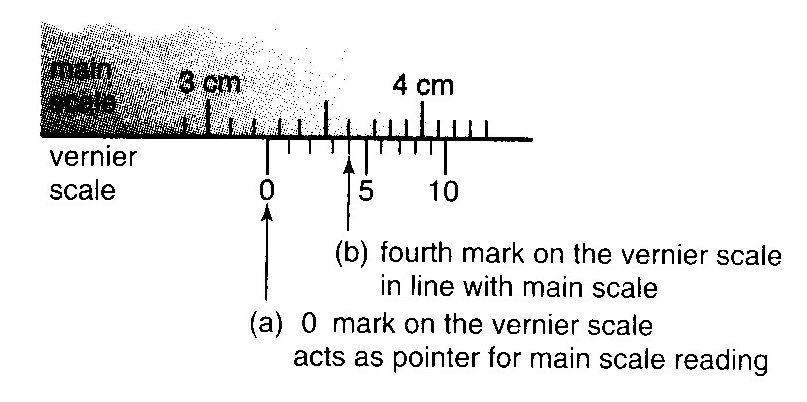 main
scale
3 cm
4 cm
vernier
scale
0
5
10
(b) fourth mark on the vernier scale
in line with main scale
(a) 0 mark on the vernier scale
acts as pointer for main scale reading